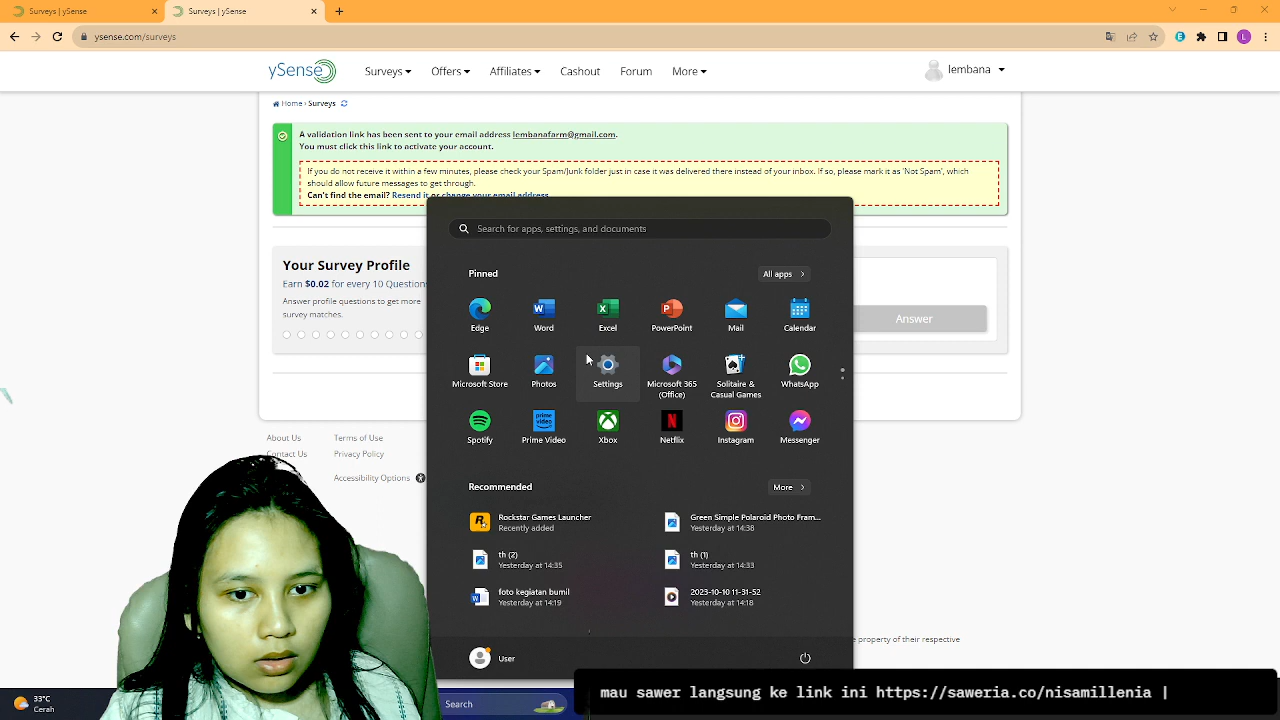 Surveys | ySense
Surveys | ySense
ysense.com/surveys
L
ySense
Surveys
Offers
Affiliates
Cashout
Forum
More
lembana
Home › Surveys
A validation link has been sent to your email address lembanafarm@gmail.com.
You must click this link to activate your account.
If you do not receive it within a few minutes, please check your Spam/Junk folder just in case it was delivered there instead of your inbox. If so, please mark it as 'Not Spam', which
should allow future messages to get through.
Can't find the email? Resend it or change your email address
Your Survey Profile
Earn $0.02 for every 10 Questions
Answer profile questions to get more
survey matches.
Answer
About Us
Terms of Use
Contact Us
Privacy Policy
Accessibility Options
e property of their respective
Search for apps, settings, and documents
Pinned
All apps
Edge
Word
Excel
PowerPoint
Mail
Calendar
Microsoft Store
Photos
Settings
Microsoft 365
(Office)
Solitaire &
Casual Games
WhatsApp
Spotify
Prime Video
Xbox
Netflix
Instagram
Messenger
Recommended
More
Rockstar Games Launcher
Recently added
Green Simple Polaroid Photo Fram...
Yesterday at 14:38
th (2)
Yesterday at 14:35
th (1)
Yesterday at 14:33
foto kegiatan bumil
Yesterday at 14:19
2023-10-10 11-31-52
Yesterday at 14:18
User
33°C
Cerah
Search
mau sawer langsung ke link ini https://saweria.co/nisamillenia |